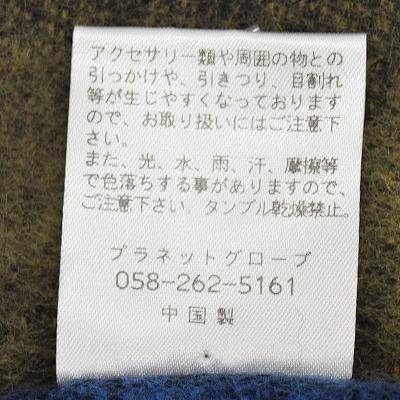 アクセサリー類や周囲の物との
引っかけや、引きつり、目割れ
等が生じやすくなっております
ので、お取り扱いにはご注意下
さい。
また、光、水、雨、汗、摩擦等
で色落ちする事がありますので、
ご注意下さい。タンブル乾燥禁止。
プラネットグローブ
058-262-5161
中国製